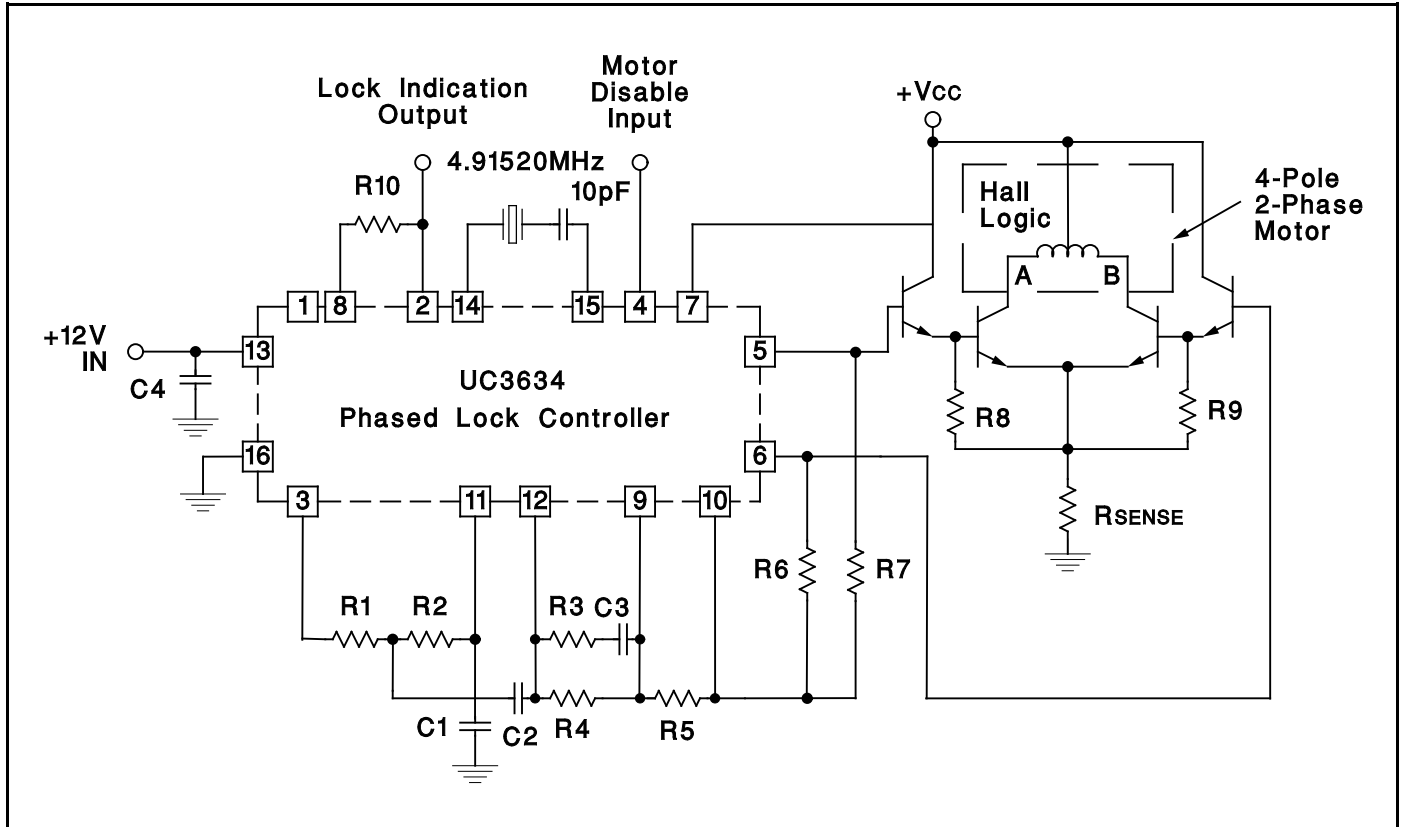 Lock Indication
Output
Motor
Disable
Input
+VCC
4.91520MHz
10pF
R10
Hall
Logic
4-Pole
2-Phase
Motor
A
B
1
8
2
14
15
4
7
+12V
IN
13
5
C4
UC3634
Phased Lock Controller
R8
R9
16
6
3
11
12
9
10
RSENSE
R6
R7
R1
R2
R3
C3
C1
C2
R4
R5